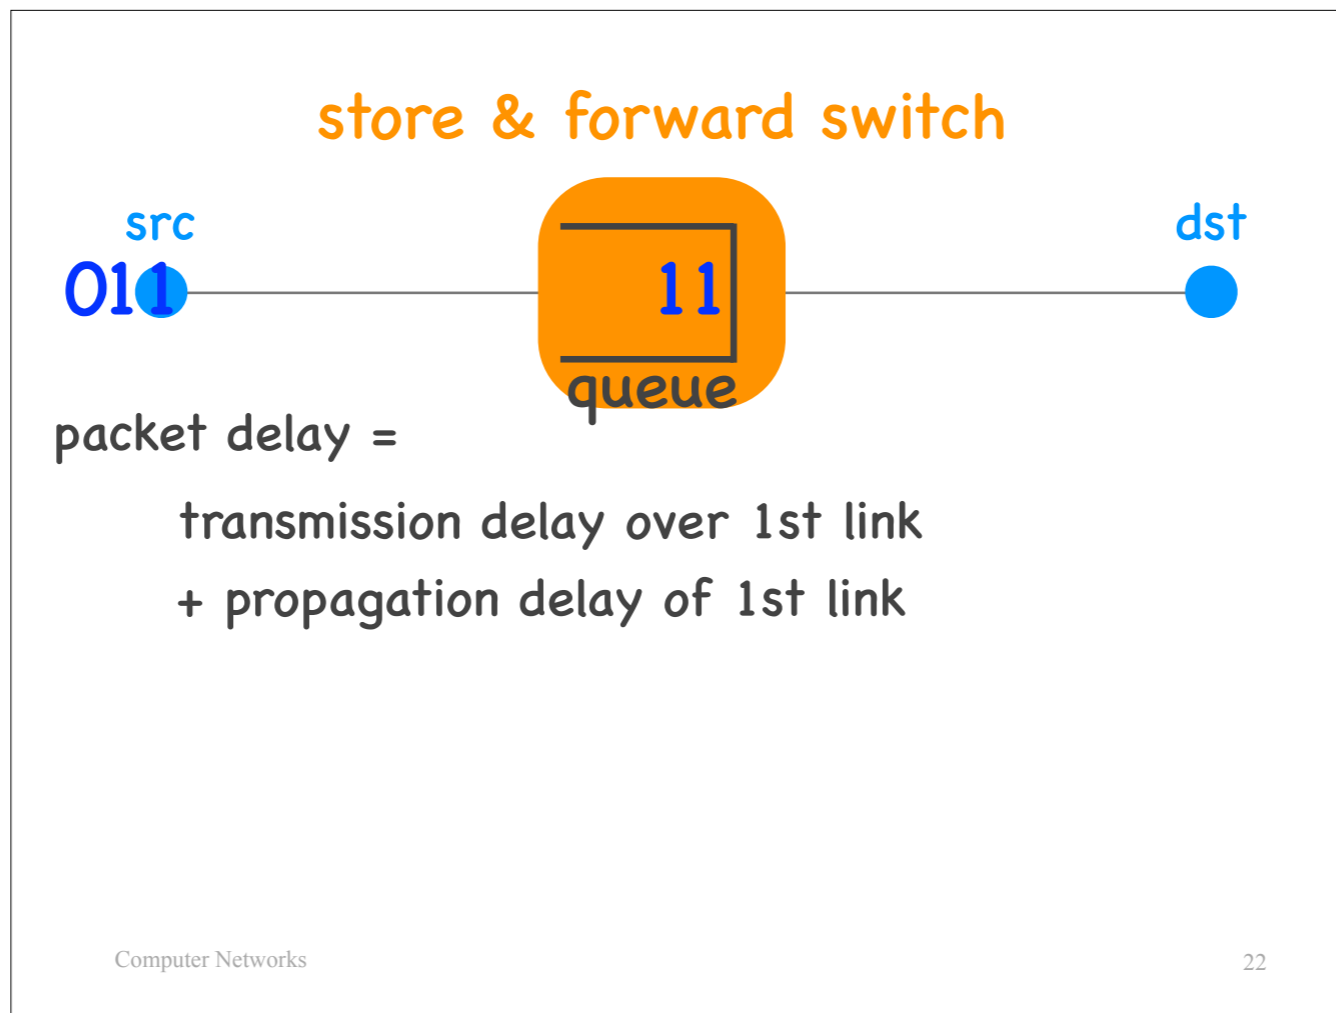 store & forward switch
src
dst
011
11
queue
packet delay =
transmission delay over 1st link
+ propagation delay of 1st link
Computer Networks
22